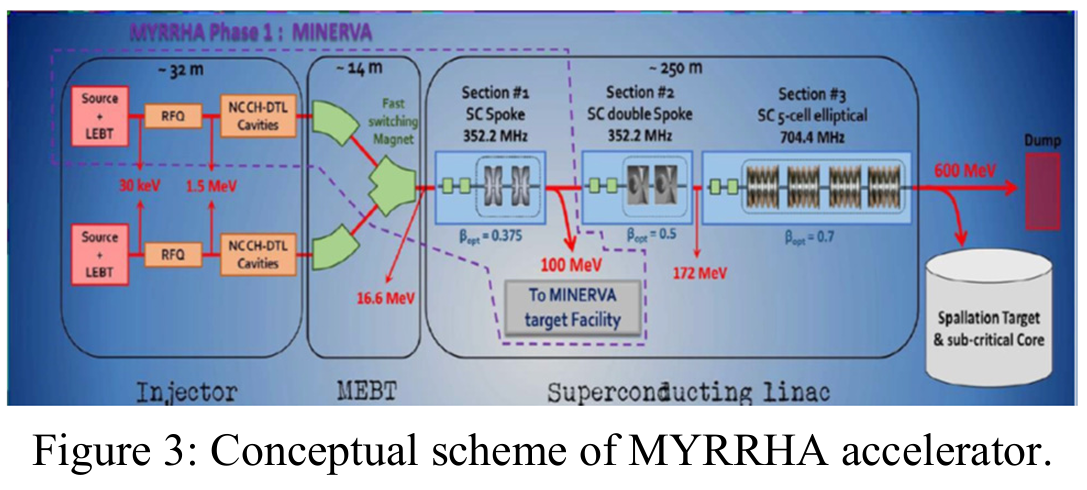 MYRRHA Phase 1 : MINERVA
~ 32 m
~ 14 m
~ 250 m
Source
+
LEBT
RFQ
NC CH-DTL
Cavities
Fast
switching
Magnet
Section #1
SC Spoke
352.2 MHz
Section #2
SC double Spoke
352.2 MHz
Section #3
SC 5-cell elliptical
704.4 MHz
Dump
30 keV
1.5 MeV
600 MeV
Source
+
LEBT
RFQ
NC CH-DTL
Cavities
βopt = 0.375
βopt = 0.5
βopt = 0.7
16.6 MeV
100 MeV
172 MeV
To MINERVA
target Facility
Spallation Target
& sub-critical Core
Injector
MEBT
Superconducting linac
Figure 3: Conceptual scheme of MYRRHA accelerator.